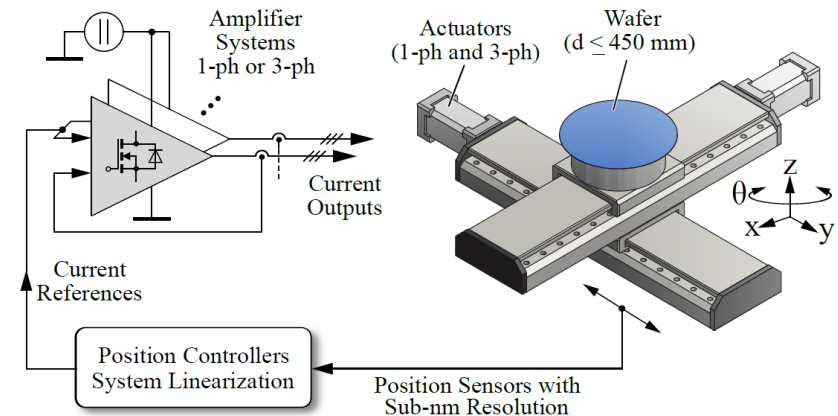 Amplifier
Systems
1-ph or 3-ph
Actuators
(1-ph and 3-ph)
Wafer
(d ≤ 450 mm)
Current
Outputs
z
θ
x
y
Current
References
Position Controllers
System Linearization
Position Sensors with
Sub-nm Resolution